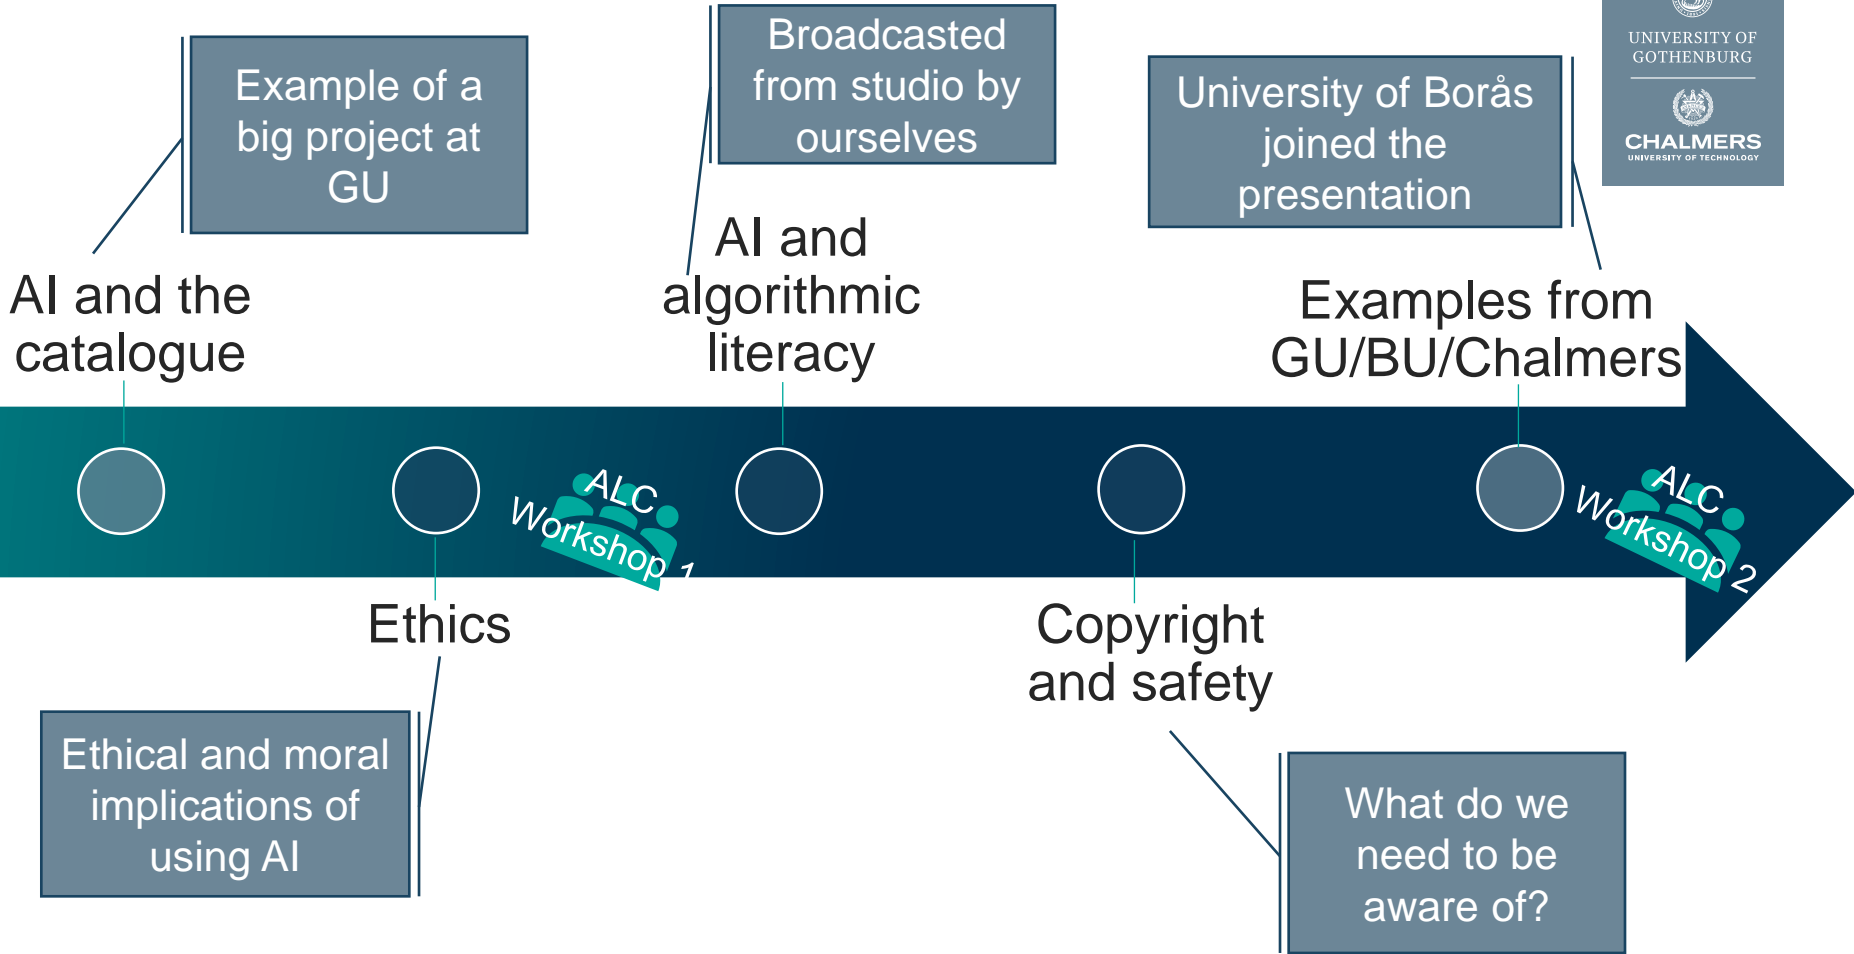 Example of a
big project at
GU
Broadcasted
from studio by
ourselves
University of Borås
joined the
presentation
UNIVERSITY OF
GOTHENBURG
CHALMERS
UNIVERSITY OF TECHNOLOGY
AI and the
catalogue
AI and
algorithmic
literacy
Examples from
GU/BU/Chalmers
ALC
Workshop 1
ALC
Workshop 2
Ethics
Copyright
and safety
Ethical and moral
implications of
using AI
What do we
need to be
aware of?